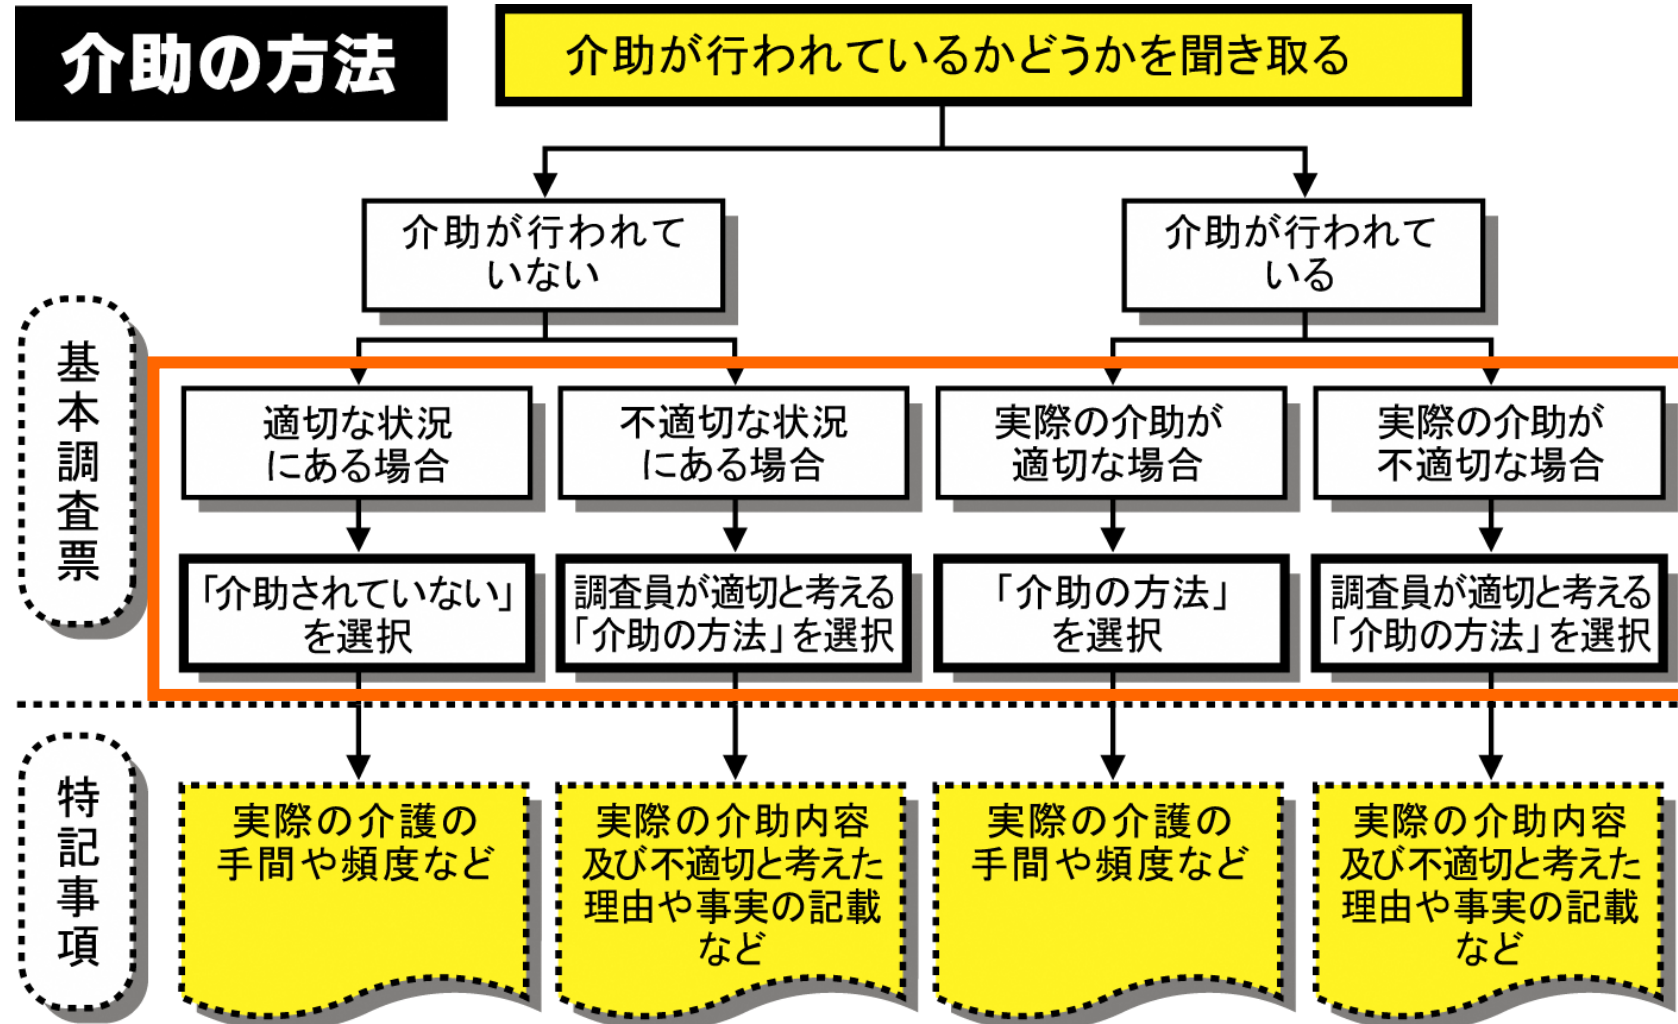 介助の方法
介助が行われているかどうかを聞き取る
介助が行われて
いない
介助が行われて
いる
基本調査票
適切な状況
にある場合
不適切な状況
にある場合
実際の介助が
適切な場合
実際の介助が
不適切な場合
「介助されていない」
を選択
調査員が適切と考える
「介助の方法」を選択
「介助の方法」
を選択
調査員が適切と考える
「介助の方法」を選択
特記事項
実際の介護の
手間や頻度など
実際の介助内容
及び不適切と考えた
理由や事実の記載
など
実際の介護の
手間や頻度など
実際の介助内容
及び不適切と考えた
理由や事実の記載
など